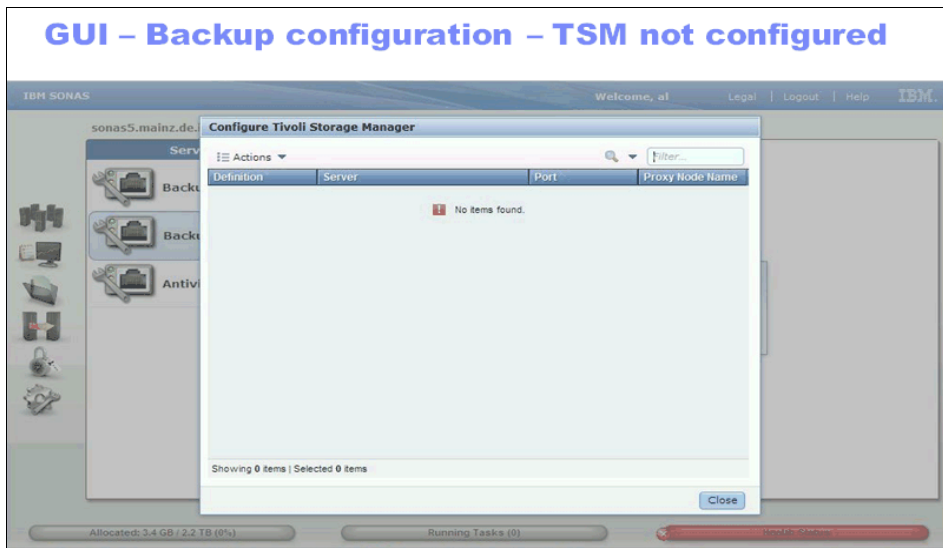 GUI – Backup configuration – TSM not configured
IBM SONAS
Welcome, al
Legal | Logout | Help
IBM.
sonas5.mainz.de.
Configure Tivoli Storage Manager
Serv
Actions
Filter...
Definition Server Port Proxy Node Name
Backu
No items found.
Backu
Antivi
Showing 0 items | Selected 0 items
Close
Allocated: 3.4 GB / 2.2 TB (0%)
Running Tasks (0)
Health Status